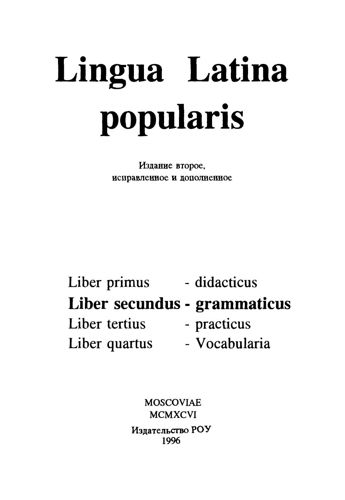 Lingua Latina
popularis
Издание второе,
исправленное и дополненное
Liber primus - didacticus
Liber secundus - grammaticus
Liber tertius - practicus
Liber quartus - Vocabularia
MOSCOVIAE
MCMXCVI
Издательство РОУ
1996